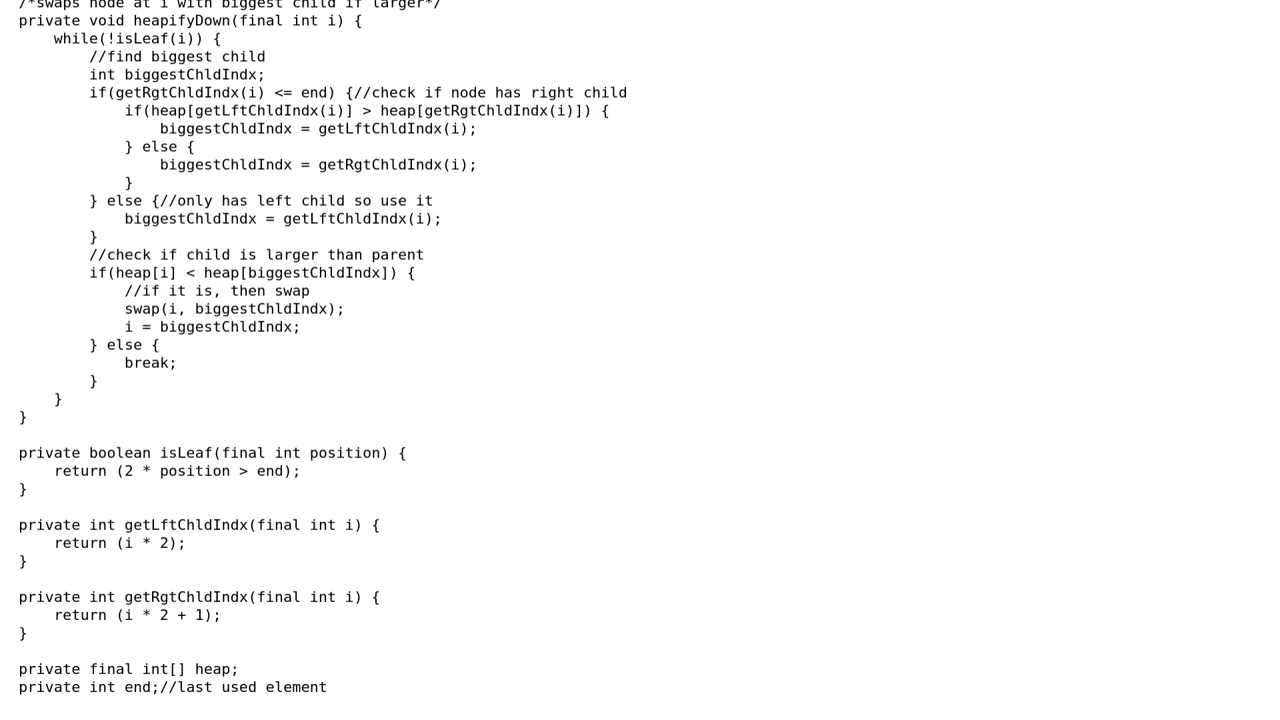 /*swaps node at i with biggest child if larger*/
private void heapifyDown(final int i) {
    while(!isLeaf(i)) {
        //find biggest child
        int biggestChldIndx;
        if(getRgtChldIndx(i) <= end) {//check if node has right child
            if(heap[getLftChldIndx(i)] > heap[getRgtChldIndx(i)]) {
                biggestChldIndx = getLftChldIndx(i);
            } else {
                biggestChldIndx = getRgtChldIndx(i);
            }
        } else {//only has left child so use it
            biggestChldIndx = getLftChldIndx(i);
        }
        //check if child is larger than parent
        if(heap[i] < heap[biggestChldIndx]) {
            //if it is, then swap
            swap(i, biggestChldIndx);
            i = biggestChldIndx;
        } else {
            break;
        }
    }
}

private boolean isLeaf(final int position) {
    return (2 * position > end);
}

private int getLftChldIndx(final int i) {
    return (i * 2);
}

private int getRgtChldIndx(final int i) {
    return (i * 2 + 1);
}

private final int[] heap;
private int end;//last used element